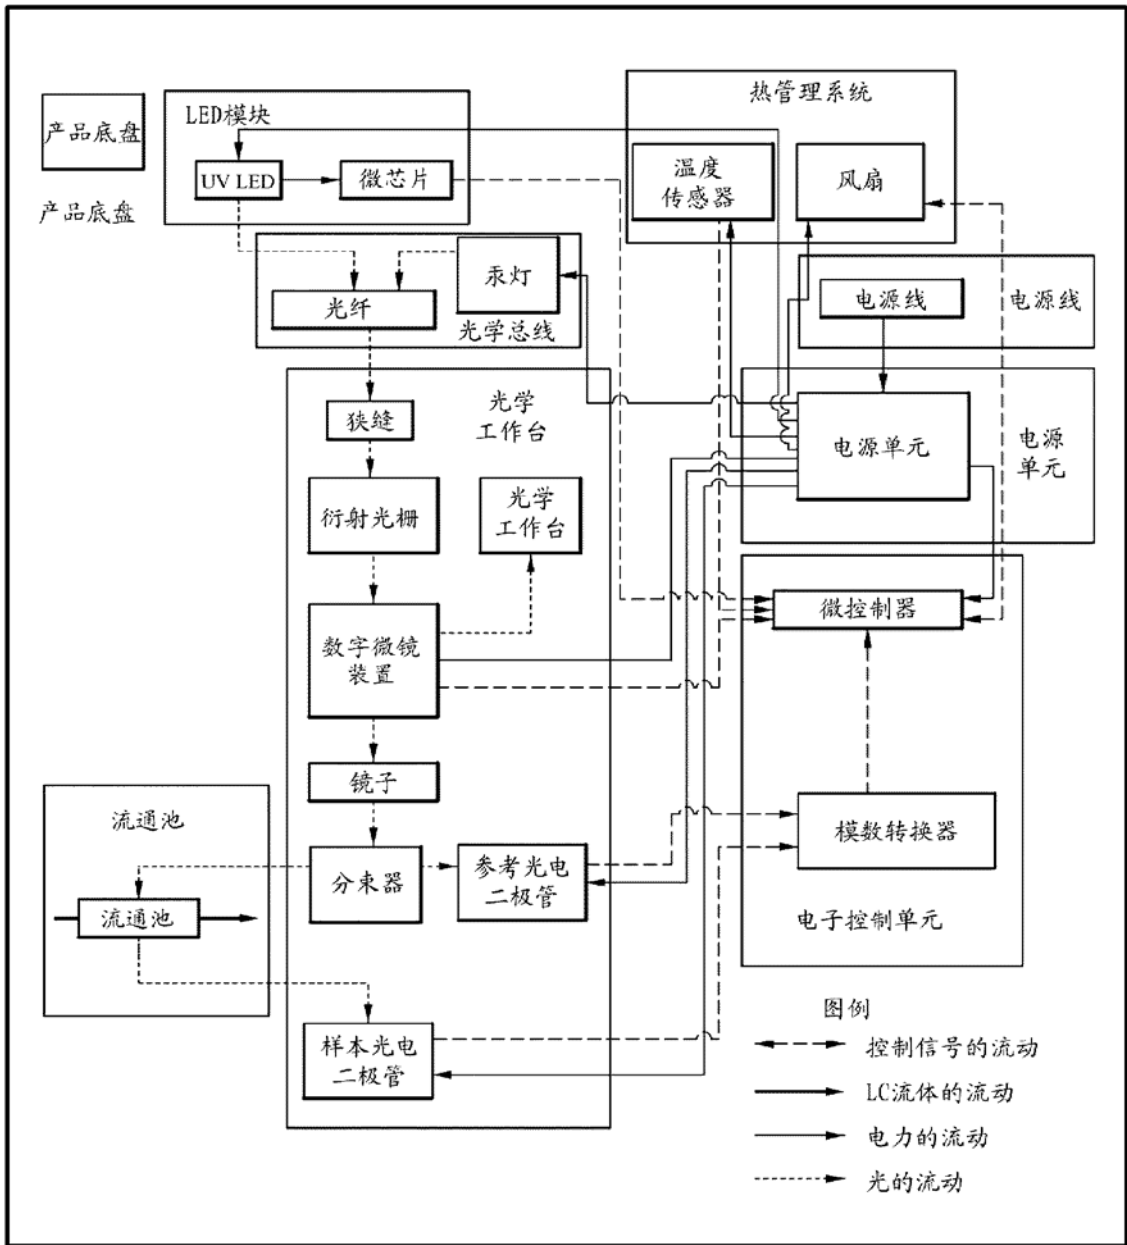 产品底盘
产品底盘
LED模块
UV LED
微芯片
热管理系统
温度
传感器
风扇
汞灯
光纤
光学总线
电源线
电源线
光学
工作台
狭缝
衍射光栅
光学
工作台
数字微镜
装置
镜子
分束器
参考光电
二极管
样本光电
二极管
电源单元
电源
单元
微控制器
模数转换器
电子控制单元
流通池
流通池
图例
控制信号的流动
LC流体的流动
电力的流动
光的流动